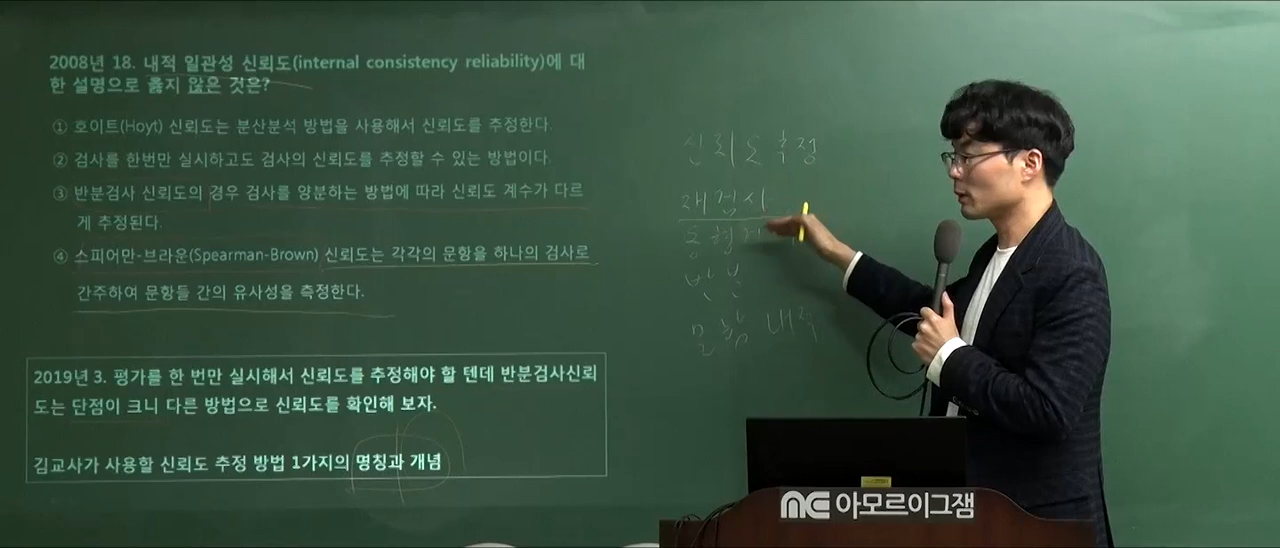 2008년 18. 내적 일관성 신뢰도(internal consistency reliability)에 대
한 설명으로 옳지 않은 것은?
① 호이트(Hoyt) 신뢰도는 분산분석 방법을 사용해서 신뢰도를 추정한다.
② 검사를 한번만 실시하고도 검사의 신뢰도를 추정할 수 있는 방법이다.
③ 반분검사 신뢰도의 경우 검사를 양분하는 방법에 따라 신뢰도 계수가 다르
게 추정된다.
④ 스피어만-브라운(Spearman-Brown) 신뢰도는 각각의 문항을 하나의 검사로
간주하여 문항들 간의 유사성을 측정한다.
2019년 3. 평가를 한 번만 실시해서 신뢰도를 추정해야 할 텐데 반분검사신뢰
도는 단점이 크니 다른 방법으로 신뢰도를 확인해 보자.
김교사가 사용할 신뢰도 추정 방법 1가지의 명칭과 개념
신뢰도 추정
재검사
동형
반분
문항 내적
아모르이그잼